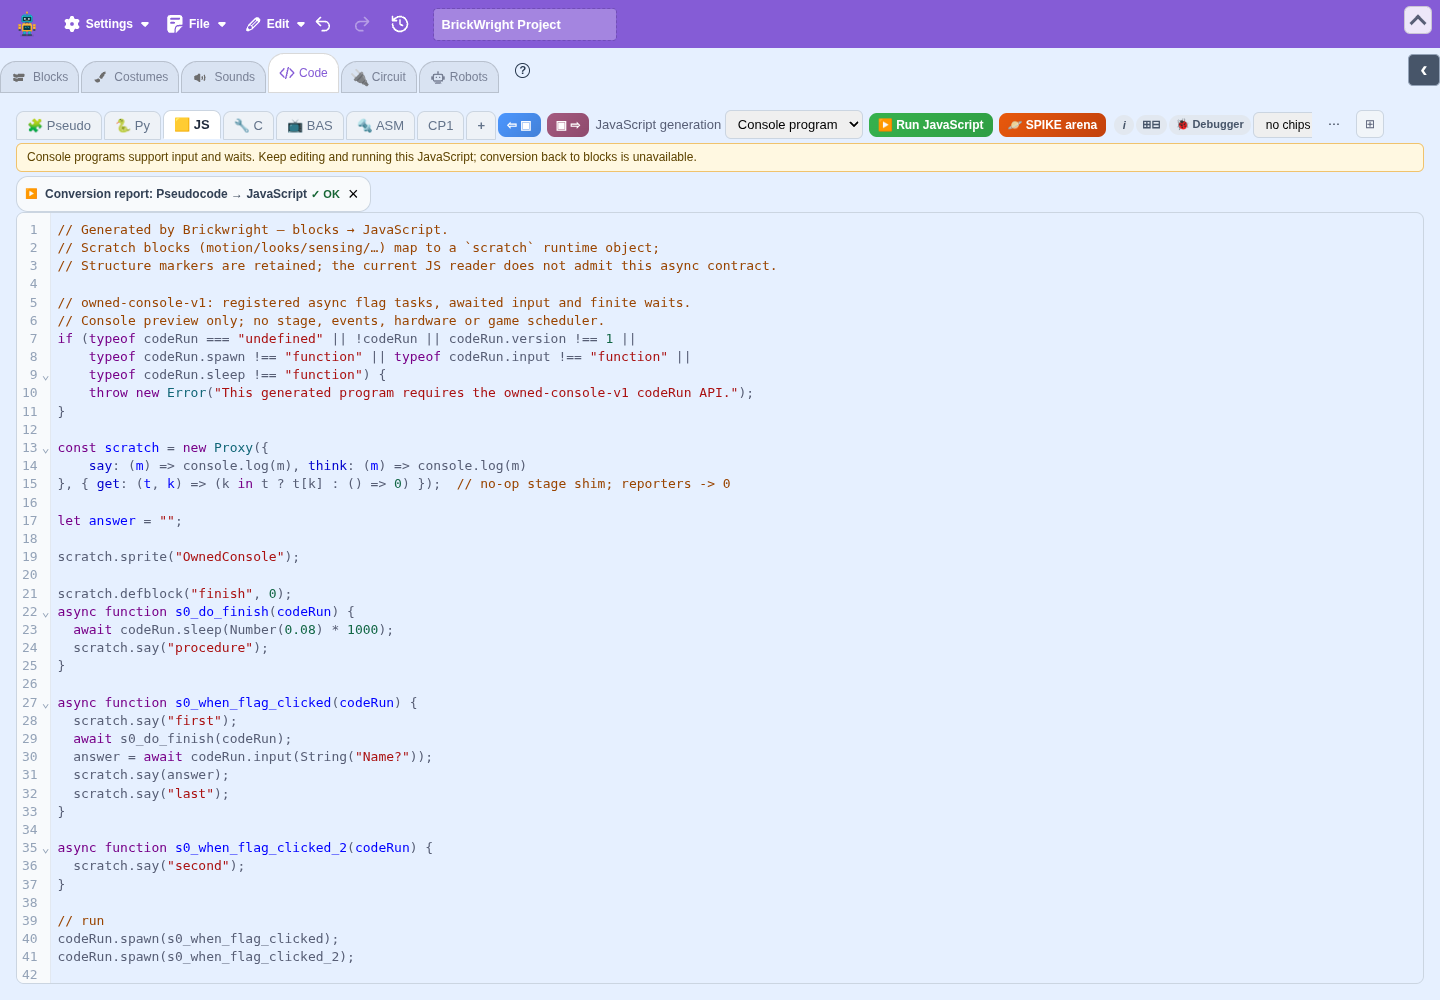 Settings File Edit BrickWright Project
Blocks Costumes Sounds Code Circuit Robots ?
Pseudo Py JS C BAS ASM CP1 + JavaScript generation Console program Run JavaScript SPIKE arena i Debugger no chips ...
Console programs support input and waits. Keep editing and running this JavaScript; conversion back to blocks is unavailable.
Conversion report: Pseudocode → JavaScript ✓ OK ×
1 // Generated by Brickwright — blocks → JavaScript.
2 // Scratch blocks (motion/looks/sensing/…) map to a `scratch` runtime object;
3 // Structure markers are retained; the current JS reader does not admit this async contract.
4
5 // owned-console-v1: registered async flag tasks, awaited input and finite waits.
6 // Console preview only; no stage, events, hardware or game scheduler.
7 if (typeof codeRun === "undefined" || !codeRun || codeRun.version !== 1 ||
8     typeof codeRun.spawn !== "function" || typeof codeRun.input !== "function" ||
9     typeof codeRun.sleep !== "function") {
10     throw new Error("This generated program requires the owned-console-v1 codeRun API.");
11 }
12
13 const scratch = new Proxy({
14     say: (m) => console.log(m), think: (m) => console.log(m)
15 }, { get: (t, k) => (k in t ? t[k] : () => 0) });  // no-op stage shim; reporters -> 0
16
17 let answer = "";
18
19 scratch.sprite("OwnedConsole");
20
21 scratch.defblock("finish", 0);
22 async function s0_do_finish(codeRun) {
23   await codeRun.sleep(Number(0.08) * 1000);
24   scratch.say("procedure");
25 }
26
27 async function s0_when_flag_clicked(codeRun) {
28   scratch.say("first");
29   await s0_do_finish(codeRun);
30   answer = await codeRun.input(String("Name?"));
31   scratch.say(answer);
32   scratch.say("last");
33 }
34
35 async function s0_when_flag_clicked_2(codeRun) {
36   scratch.say("second");
37 }
38
39 // run
40 codeRun.spawn(s0_when_flag_clicked);
41 codeRun.spawn(s0_when_flag_clicked_2);
42